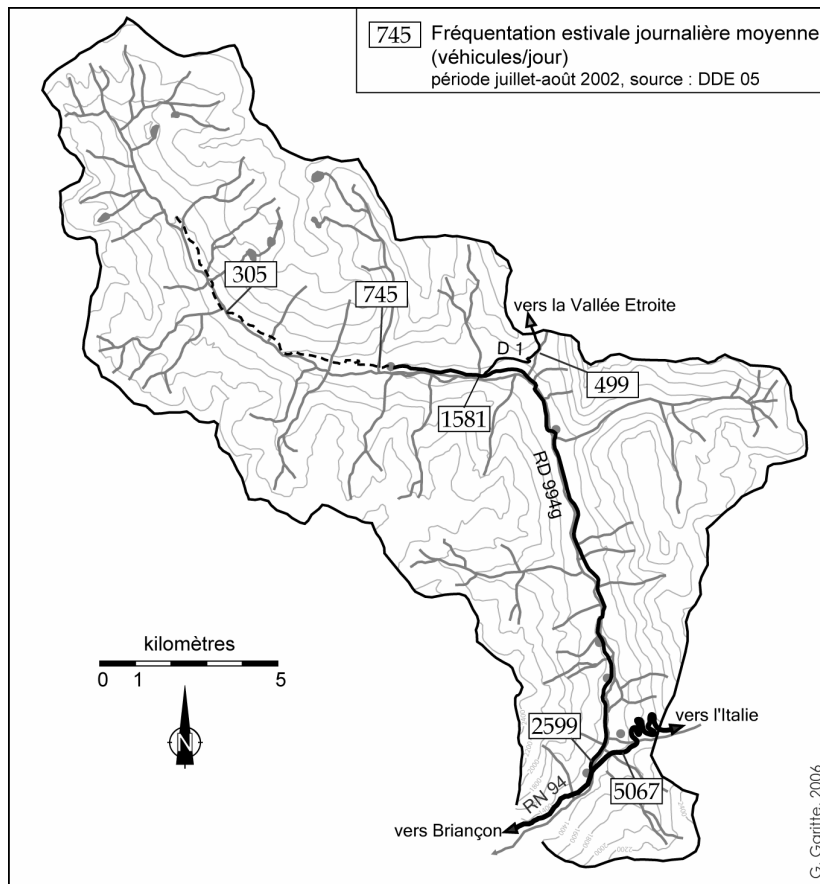 745 Fréquentation estivale journalière moyenne
(véhicules/jour)
période juillet-août 2002, source : DDE 05
305
745
vers la Vallée Etroite
D 1
499
1581
RD 994g
kilomètres
0 1 5
N
2599
vers l'Italie
RN 94
5067
vers Briançon
G. Garitte, 2006